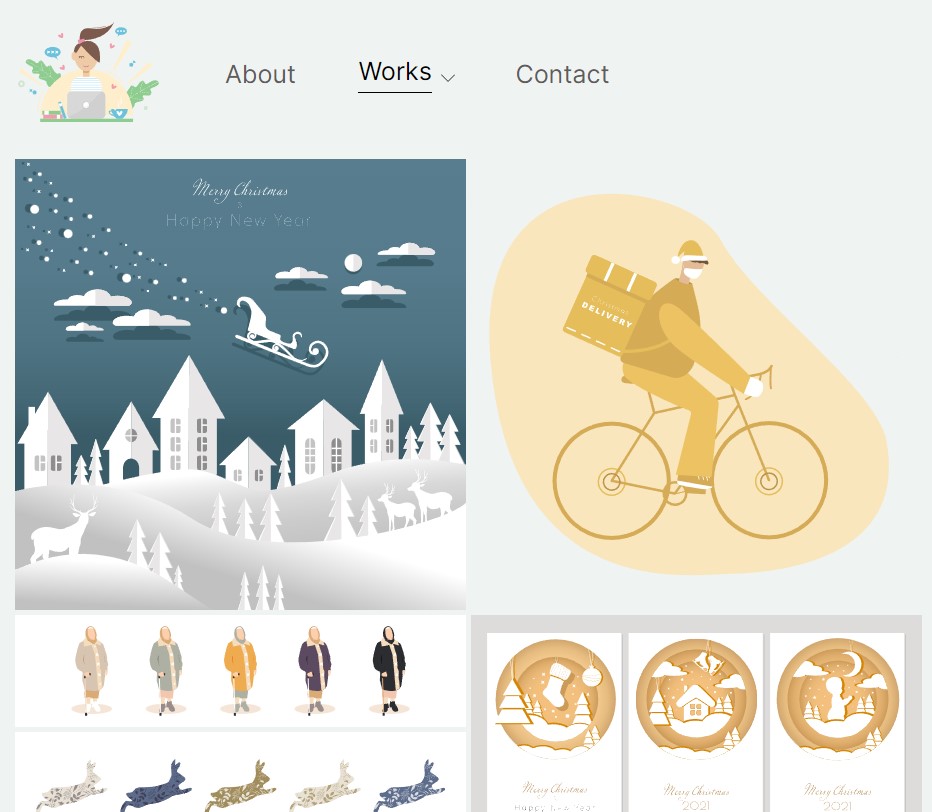 About
Works
Contact
Merry Christmas
&
Happy New Year
Christmas
DELIVERY
Merry Christmas
Happy New Year
Merry Christmas
2021
Merry Christmas
2021